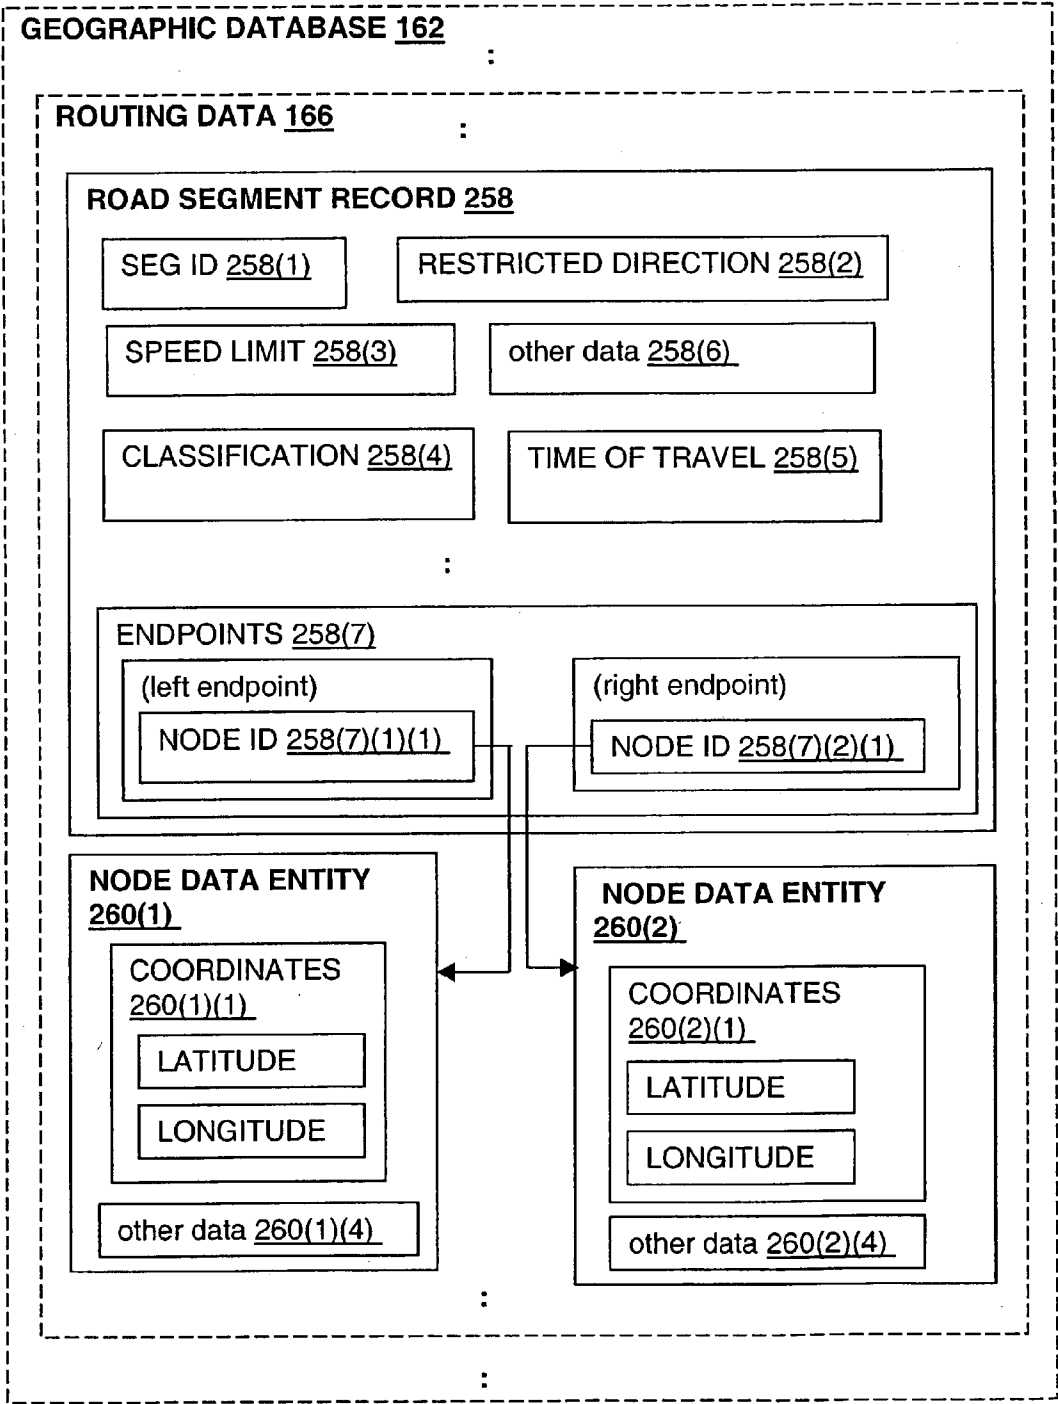 GEOGRAPHIC DATABASE 162
:
ROUTING DATA 166
:
ROAD SEGMENT RECORD 258
SEG ID 258(1)
RESTRICTED DIRECTION 258(2)
SPEED LIMIT 258(3)
other data 258(6)
CLASSIFICATION 258(4)
TIME OF TRAVEL 258(5)
:
ENDPOINTS 258(7)
(left endpoint)
NODE ID 258(7)(1)(1)
(right endpoint)
NODE ID 258(7)(2)(1)
NODE DATA ENTITY
260(1)
COORDINATES
260(1)(1)
LATITUDE
LONGITUDE
other data 260(1)(4)
NODE DATA ENTITY
260(2)
COORDINATES
260(2)(1)
LATITUDE
LONGITUDE
other data 260(2)(4)
:
: